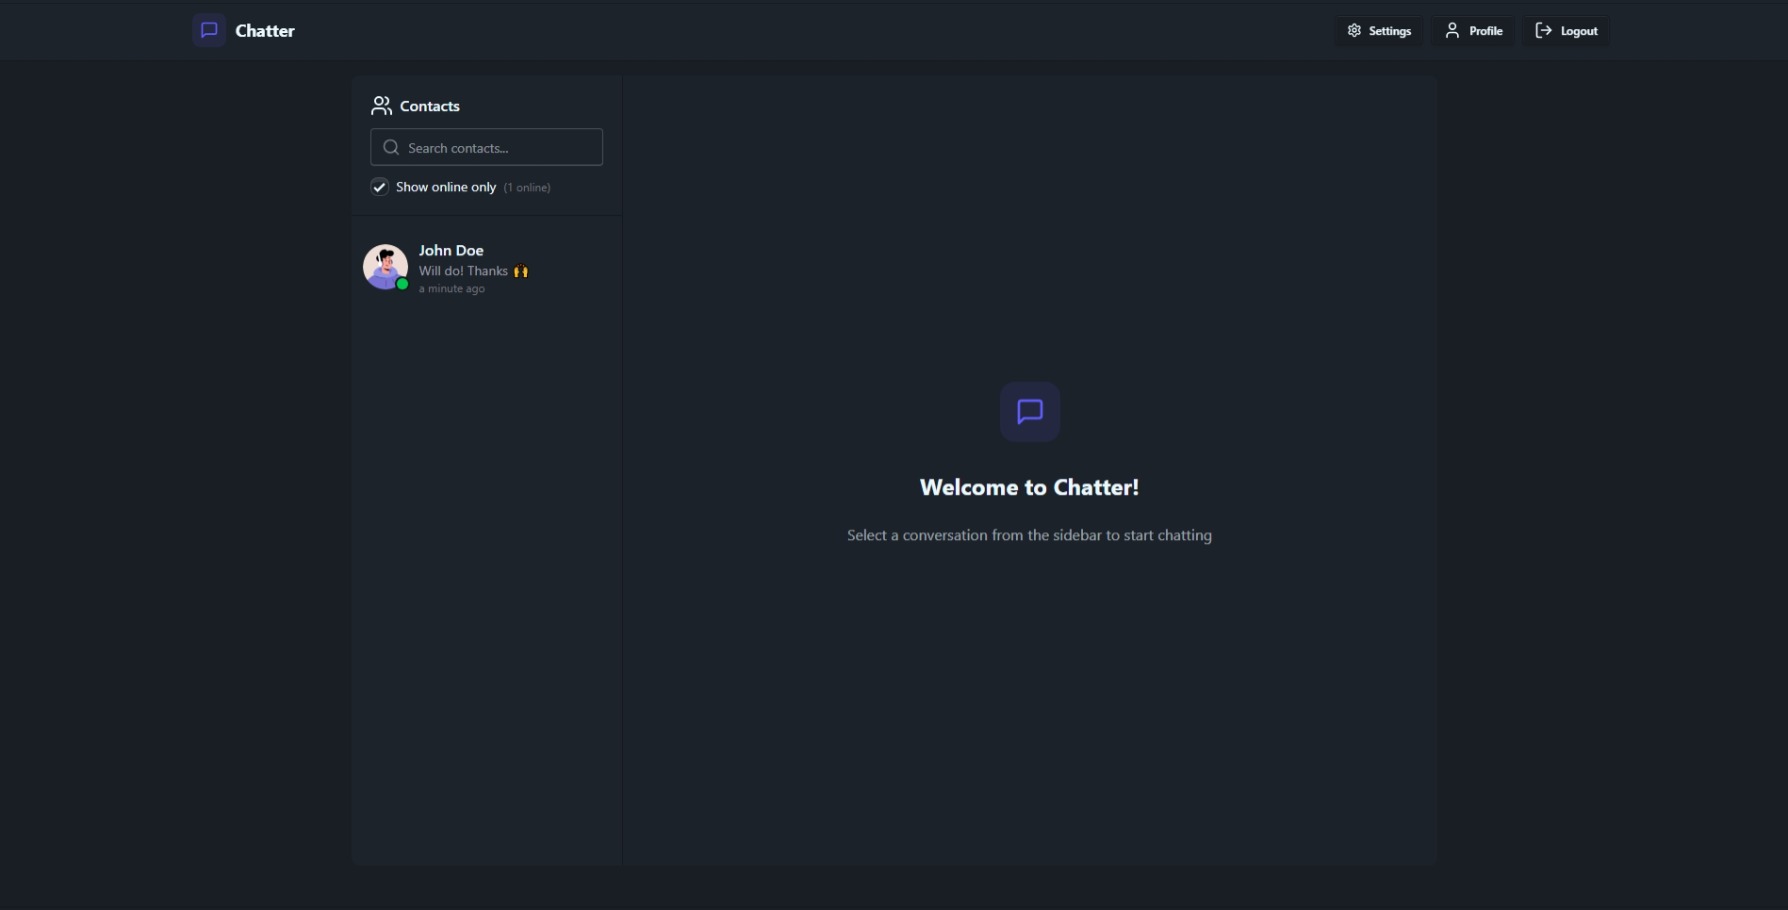 Chatter
Settings
Profile
Logout
Contacts
Search contacts...
Show online only (1 online)
John Doe
Will do! Thanks 🙌
a minute ago
Welcome to Chatter!
Select a conversation from the sidebar to start chatting